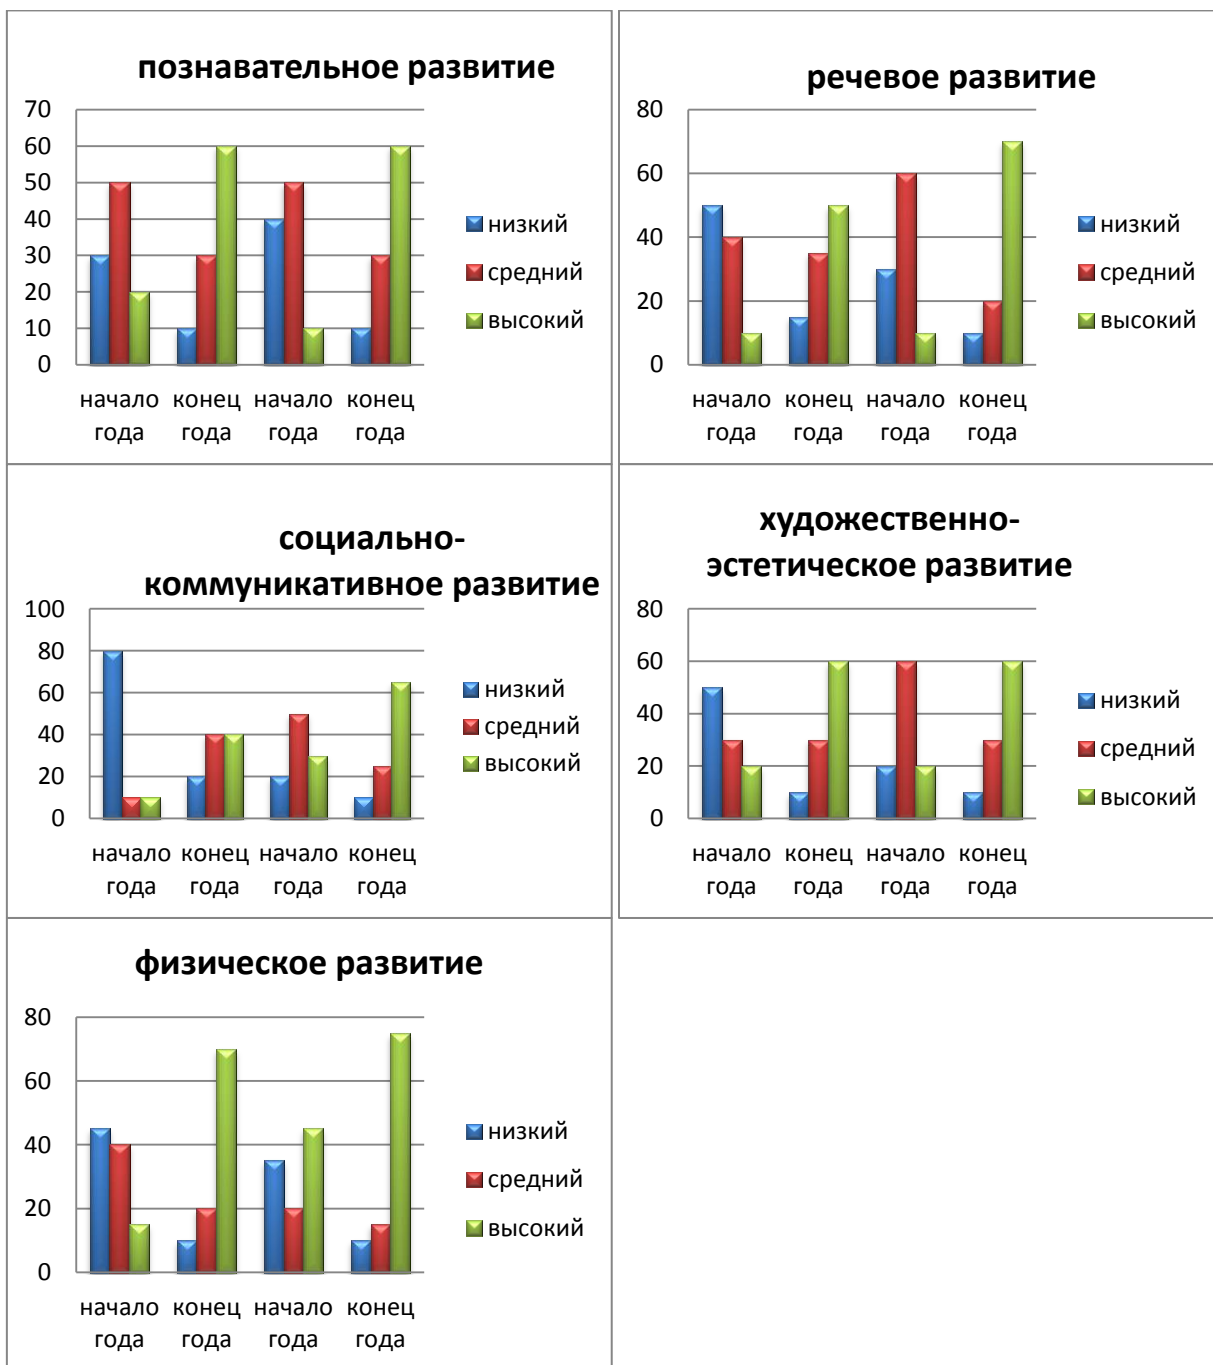 познавательное развитие
70
60
50
40
30
20
10
0
начало
года
конец
года
начало
года
конец
года
низкий
средний
высокий
речевое развитие
80
60
40
20
0
начало
года
конец
года
начало
года
конец
года
низкий
средний
высокий
социально-
коммуникативное развитие
100
80
60
40
20
0
начало
года
конец
года
начало
года
конец
года
низкий
средний
высокий
художественно-
эстетическое развитие
80
60
40
20
0
начало
года
конец
года
начало
года
конец
года
низкий
средний
высокий
физическое развитие
80
60
40
20
0
начало
года
конец
года
начало
года
конец
года
низкий
средний
высокий